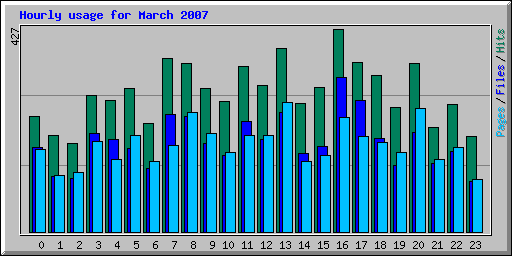 Hourly usage for March 2007
427
Pages/Files/Hits
0 1 2 3 4 5 6 7 8 9 10 11 12 13 14 15 16 17 18 19 20 21 22 23